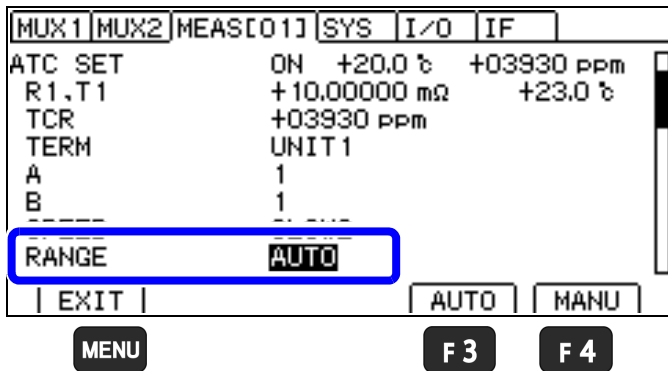 MUX1 MUX2 MEAS[01] SYS I/O IF
ATC SET ON +20.0 ℃ +03930 ppm
R1,T1 +10.00000 mΩ +23.0 ℃
TCR +03930 ppm
TERM UNIT1
A 1
B 1
RANGE AUTO
EXIT AUTO MANU
MENU F3 F4